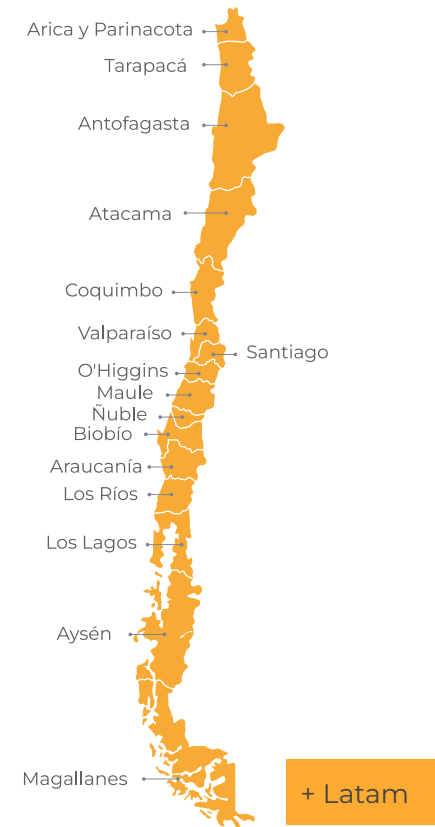 Arica y Parinacota
Tarapacá
Antofagasta
Atacama
Coquimbo
Valparaíso
Santiago
O'Higgins
Maule
Ñuble
Biobío
Araucanía
Los Ríos
Los Lagos
Aysén
Magallanes
+ Latam